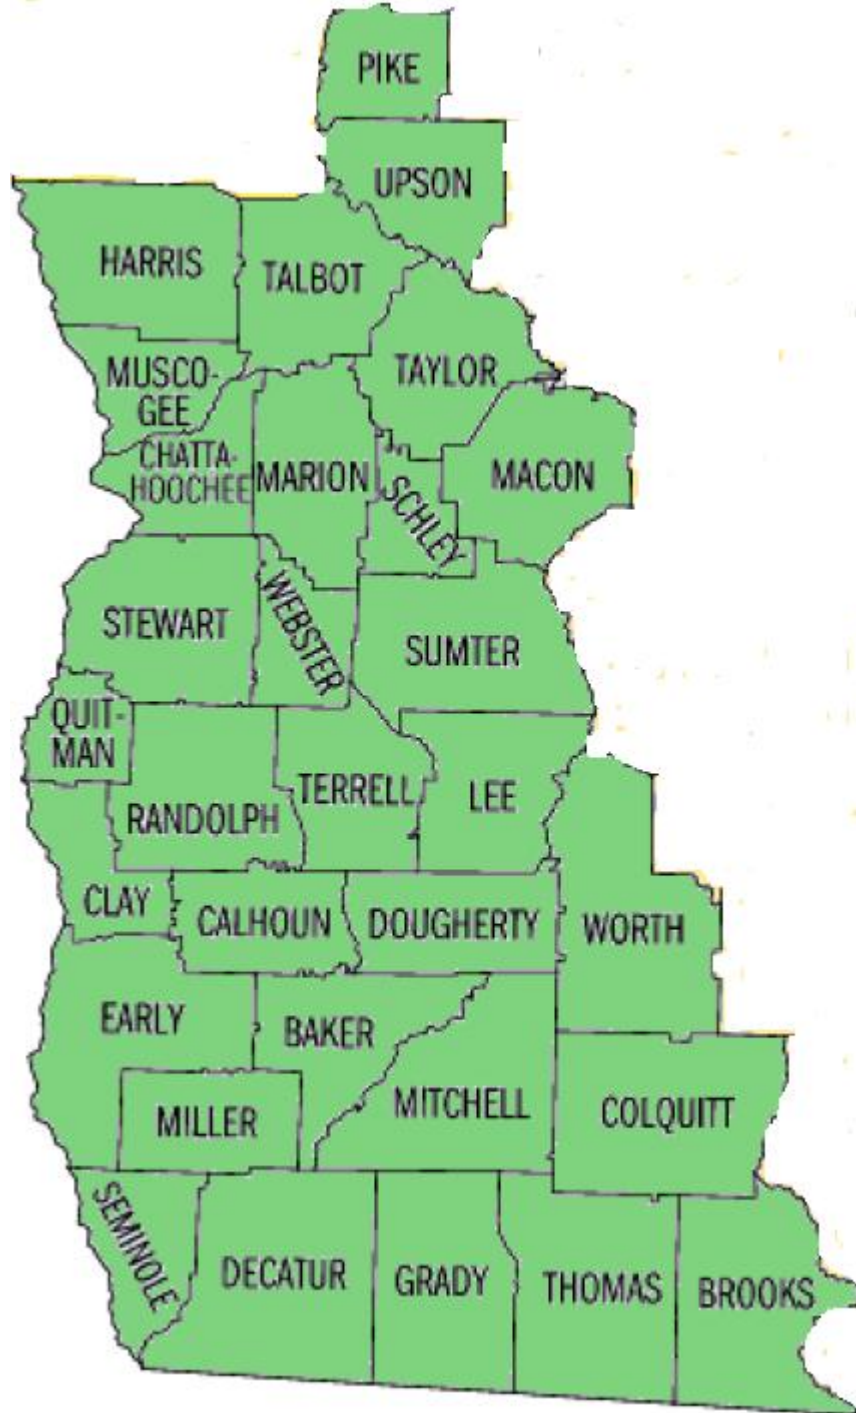 PIKE
UPSON
HARRIS
TALBOT
TAYLOR
MUSCO-
GEE
CHATTA-
HOOCHEE
MARION
SCHLEY
MACON
STEWART
WEBSTER
SUMTER
QUIT-
MAN
RANDOLPH
TERRELL
LEE
CLAY
CALHOUN
DOUGHERTY
WORTH
EARLY
BAKER
MITCHELL
MILLER
COLQUITT
SEMINOLE
DECATUR
GRADY
THOMAS
BROOKS